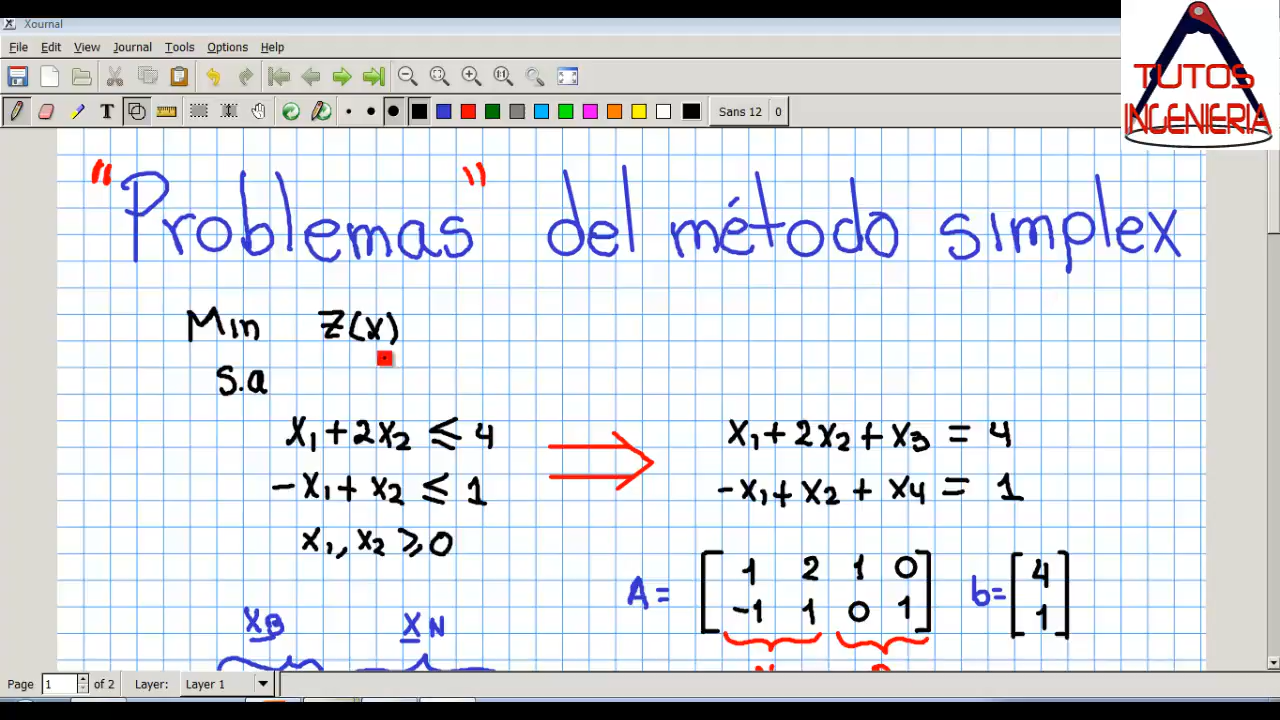 Xournal
File Edit View Journal Tools Options Help
TUTOS
INGENIERIA
Sans 12 0
"Problemas" del método simplex
Min Z(x)
S.a
x₁ + 2x₂ ≤ 4
x₁ + 2x₂ + x₃ = 4
-x₁ + x₂ ≤ 1
-x₁ + x₂ + x₄ = 1
x₁, x₂ ≥ 0
A = [1 2 1 0
-1 1 0 1]
b = [4
1]
XB XN
Page 1 of 2 Layer: Layer 1